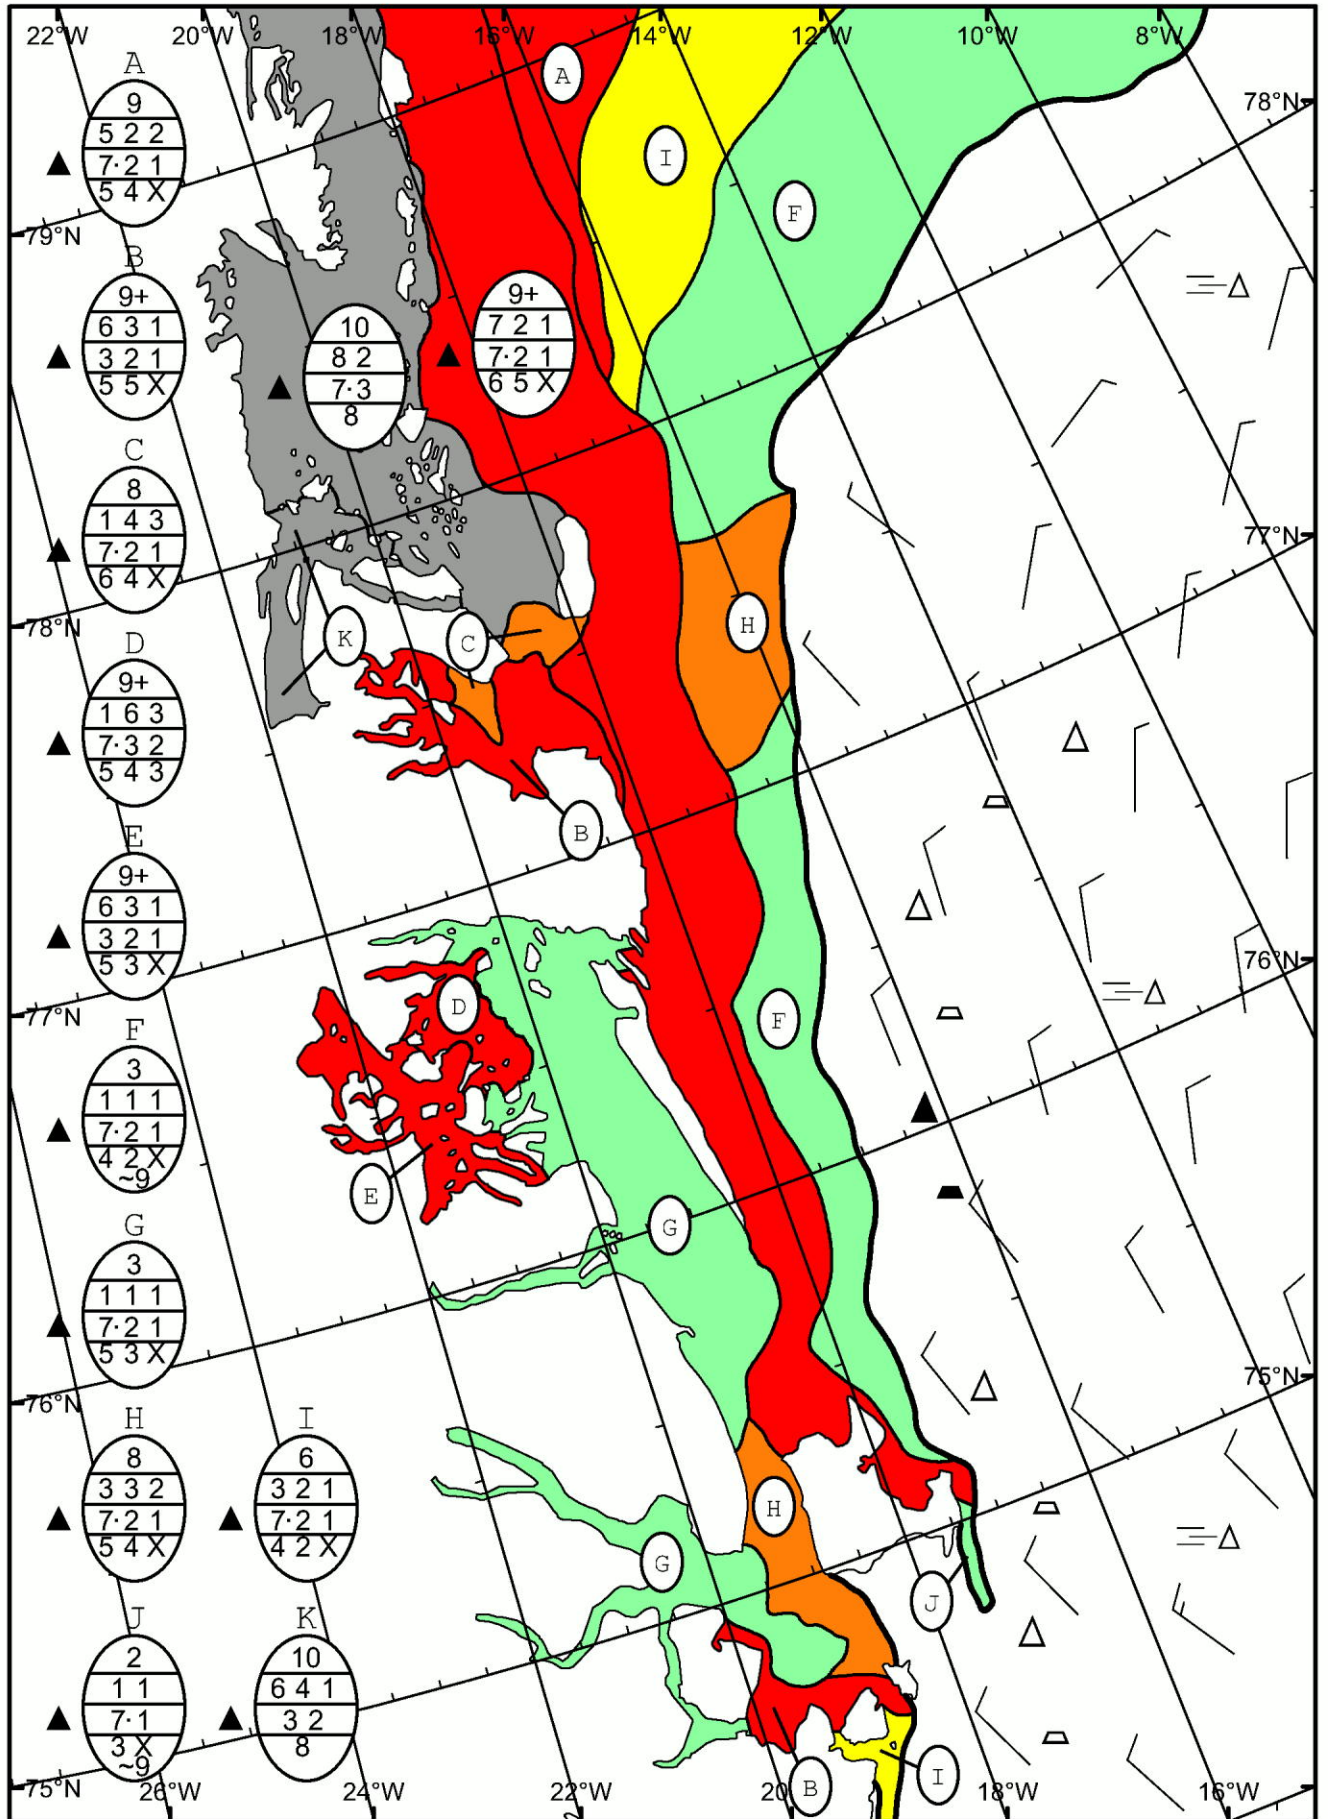 22°W 20°W 18°W 16°W 14°W 12°W 10°W 8°W
A
9
5 2 2
7· 2 1
5 4 X
78°N
79°N
B
9+
6 3 1
3 2 1
5 5 X
10
8 2
7· 3
8
9+
7 2 1
7· 2 1
6 5 X
A
I
F
C
8
1 4 3
7· 2 1
6 4 X
77°N
78°N
K
C
H
D
9+
1 6 3
7· 3 2
5 4 3
B
E
9+
6 3 1
3 2 1
5 3 X
76°N
77°N
D
F
F
3
1 1 1
7· 2 1
4 2 X
~9
E
G
G
3
1 1 1
7· 2 1
5 3 X
75°N
76°N
H
8
3 3 2
7· 2 1
5 4 X
I
6
3 2 1
7· 2 1
4 2 X
H
G
J
J
2
1 1
7· 1
3 X
~9
K
10
6 4 1
3 2
8
B
I
75°N 26°W 24°W 22°W 20°W 18°W 16°W